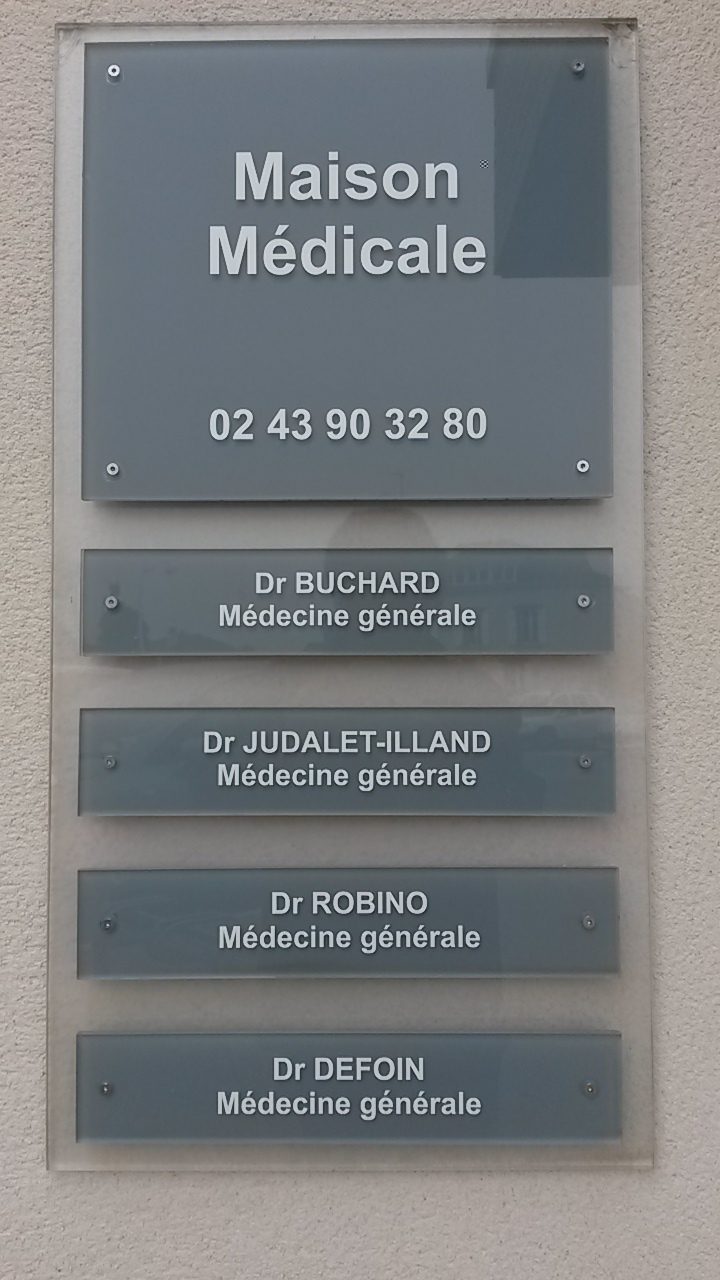 Maison
Médicale
02 43 90 32 80
Dr BUCHARD
Médecine générale
Dr JUDALET-ILLAND
Médecine générale
Dr ROBINO
Médecine générale
Dr DEFOIN
Médecine générale